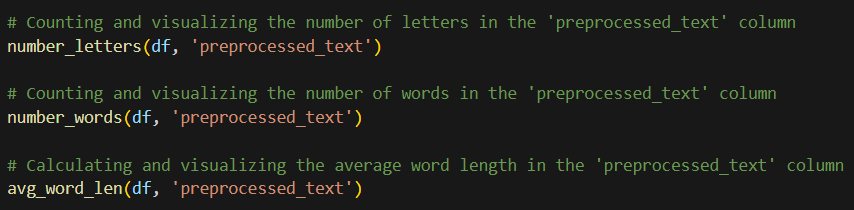 # Counting and visualizing the number of letters in the 'preprocessed_text' column
number_letters(df, 'preprocessed_text')
# Counting and visualizing the number of words in the 'preprocessed_text' column
number_words(df, 'preprocessed_text')
# Calculating and visualizing the average word length in the 'preprocessed_text' column
avg_word_len(df, 'preprocessed_text')